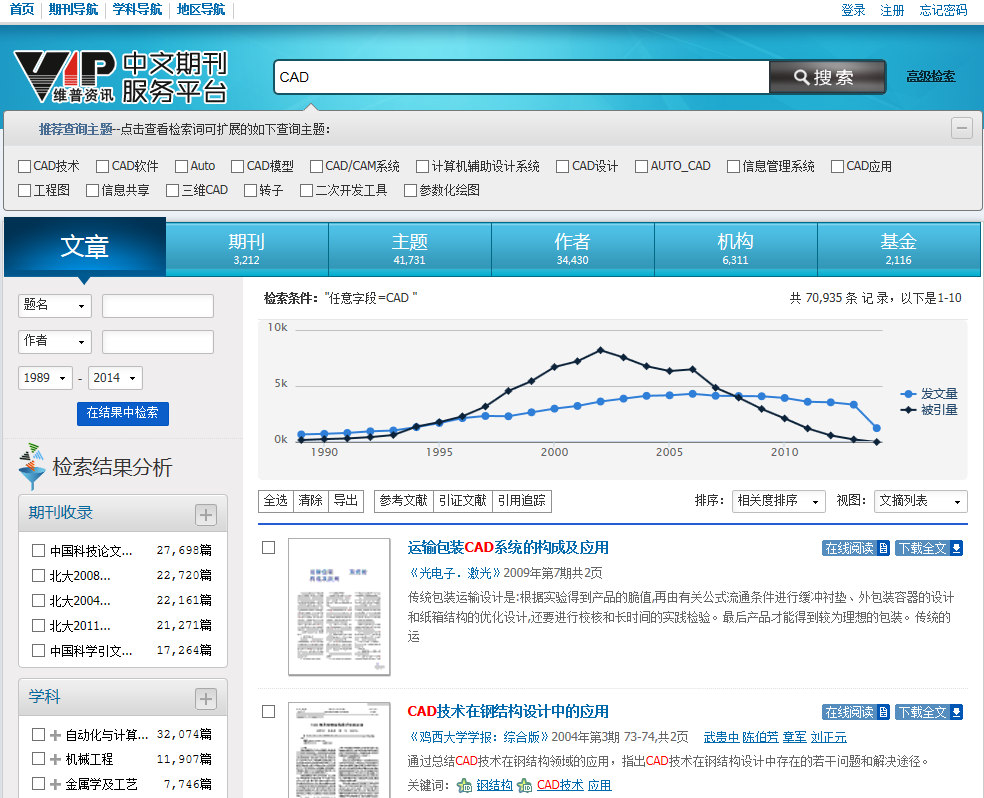 首页 期刊导航 学科导航 地区导航 登录 注册 忘记密码
VIP 维普资讯 中文期刊服务平台
CAD 搜索 高级检索
推荐查询主题--点击查看检索词可扩展的如下查询主题:
CAD技术 CAD软件 Auto CAD模型 CAD/CAM系统 计算机辅助设计系统 CAD设计 AUTO_CAD 信息管理系统 CAD应用
工程图 信息共享 三维CAD 转子 二次开发工具 参数化绘图
文章 期刊 主题 作者 机构 基金
3,212 41,731 34,430 6,311 2,116
题名
作者
1989 - 2014
在结果中检索
检索结果分析
期刊收录
中国科技论文... 27,698篇
北大2008... 22,720篇
北大2004... 22,161篇
北大2011... 21,271篇
中国科学引文... 17,264篇
学科
自动化与计算... 32,074篇
机械工程 11,907篇
金属学及工艺 7,746篇
检索条件："任意字段=CAD " 共 70,935 条 记 录，以下是1-10
10k
5k
0k
1990 1995 2000 2005 2010
发文量
被引量
全选 清除 导出 参考文献 引证文献 引用追踪 排序: 相关度排序 视图: 文摘列表
运输包装CAD系统的构成及应用 在线阅读 下载全文
《光电子．激光》2009年第7期共2页
传统包装运输设计是:根据实验得到产品的脆值,再由有关公式流通条件进行缓冲衬垫、外包装容器的设计
和纸箱结构的优化设计,还要进行校核和长时间的实践检验。最后产品才能得到较为理想的包装。传统的
运
CAD技术在钢结构设计中的应用 在线阅读 下载全文
《鸡西大学学报：综合版》2004年第3期 73-74,共2页 武贵中 陈伯芳 童军 刘正元
通过总结CAD技术在钢结构领域的应用，指出CAD技术在钢结构设计中存在的若干问题和解决途径。
关键词: 钢结构 CAD技术 应用